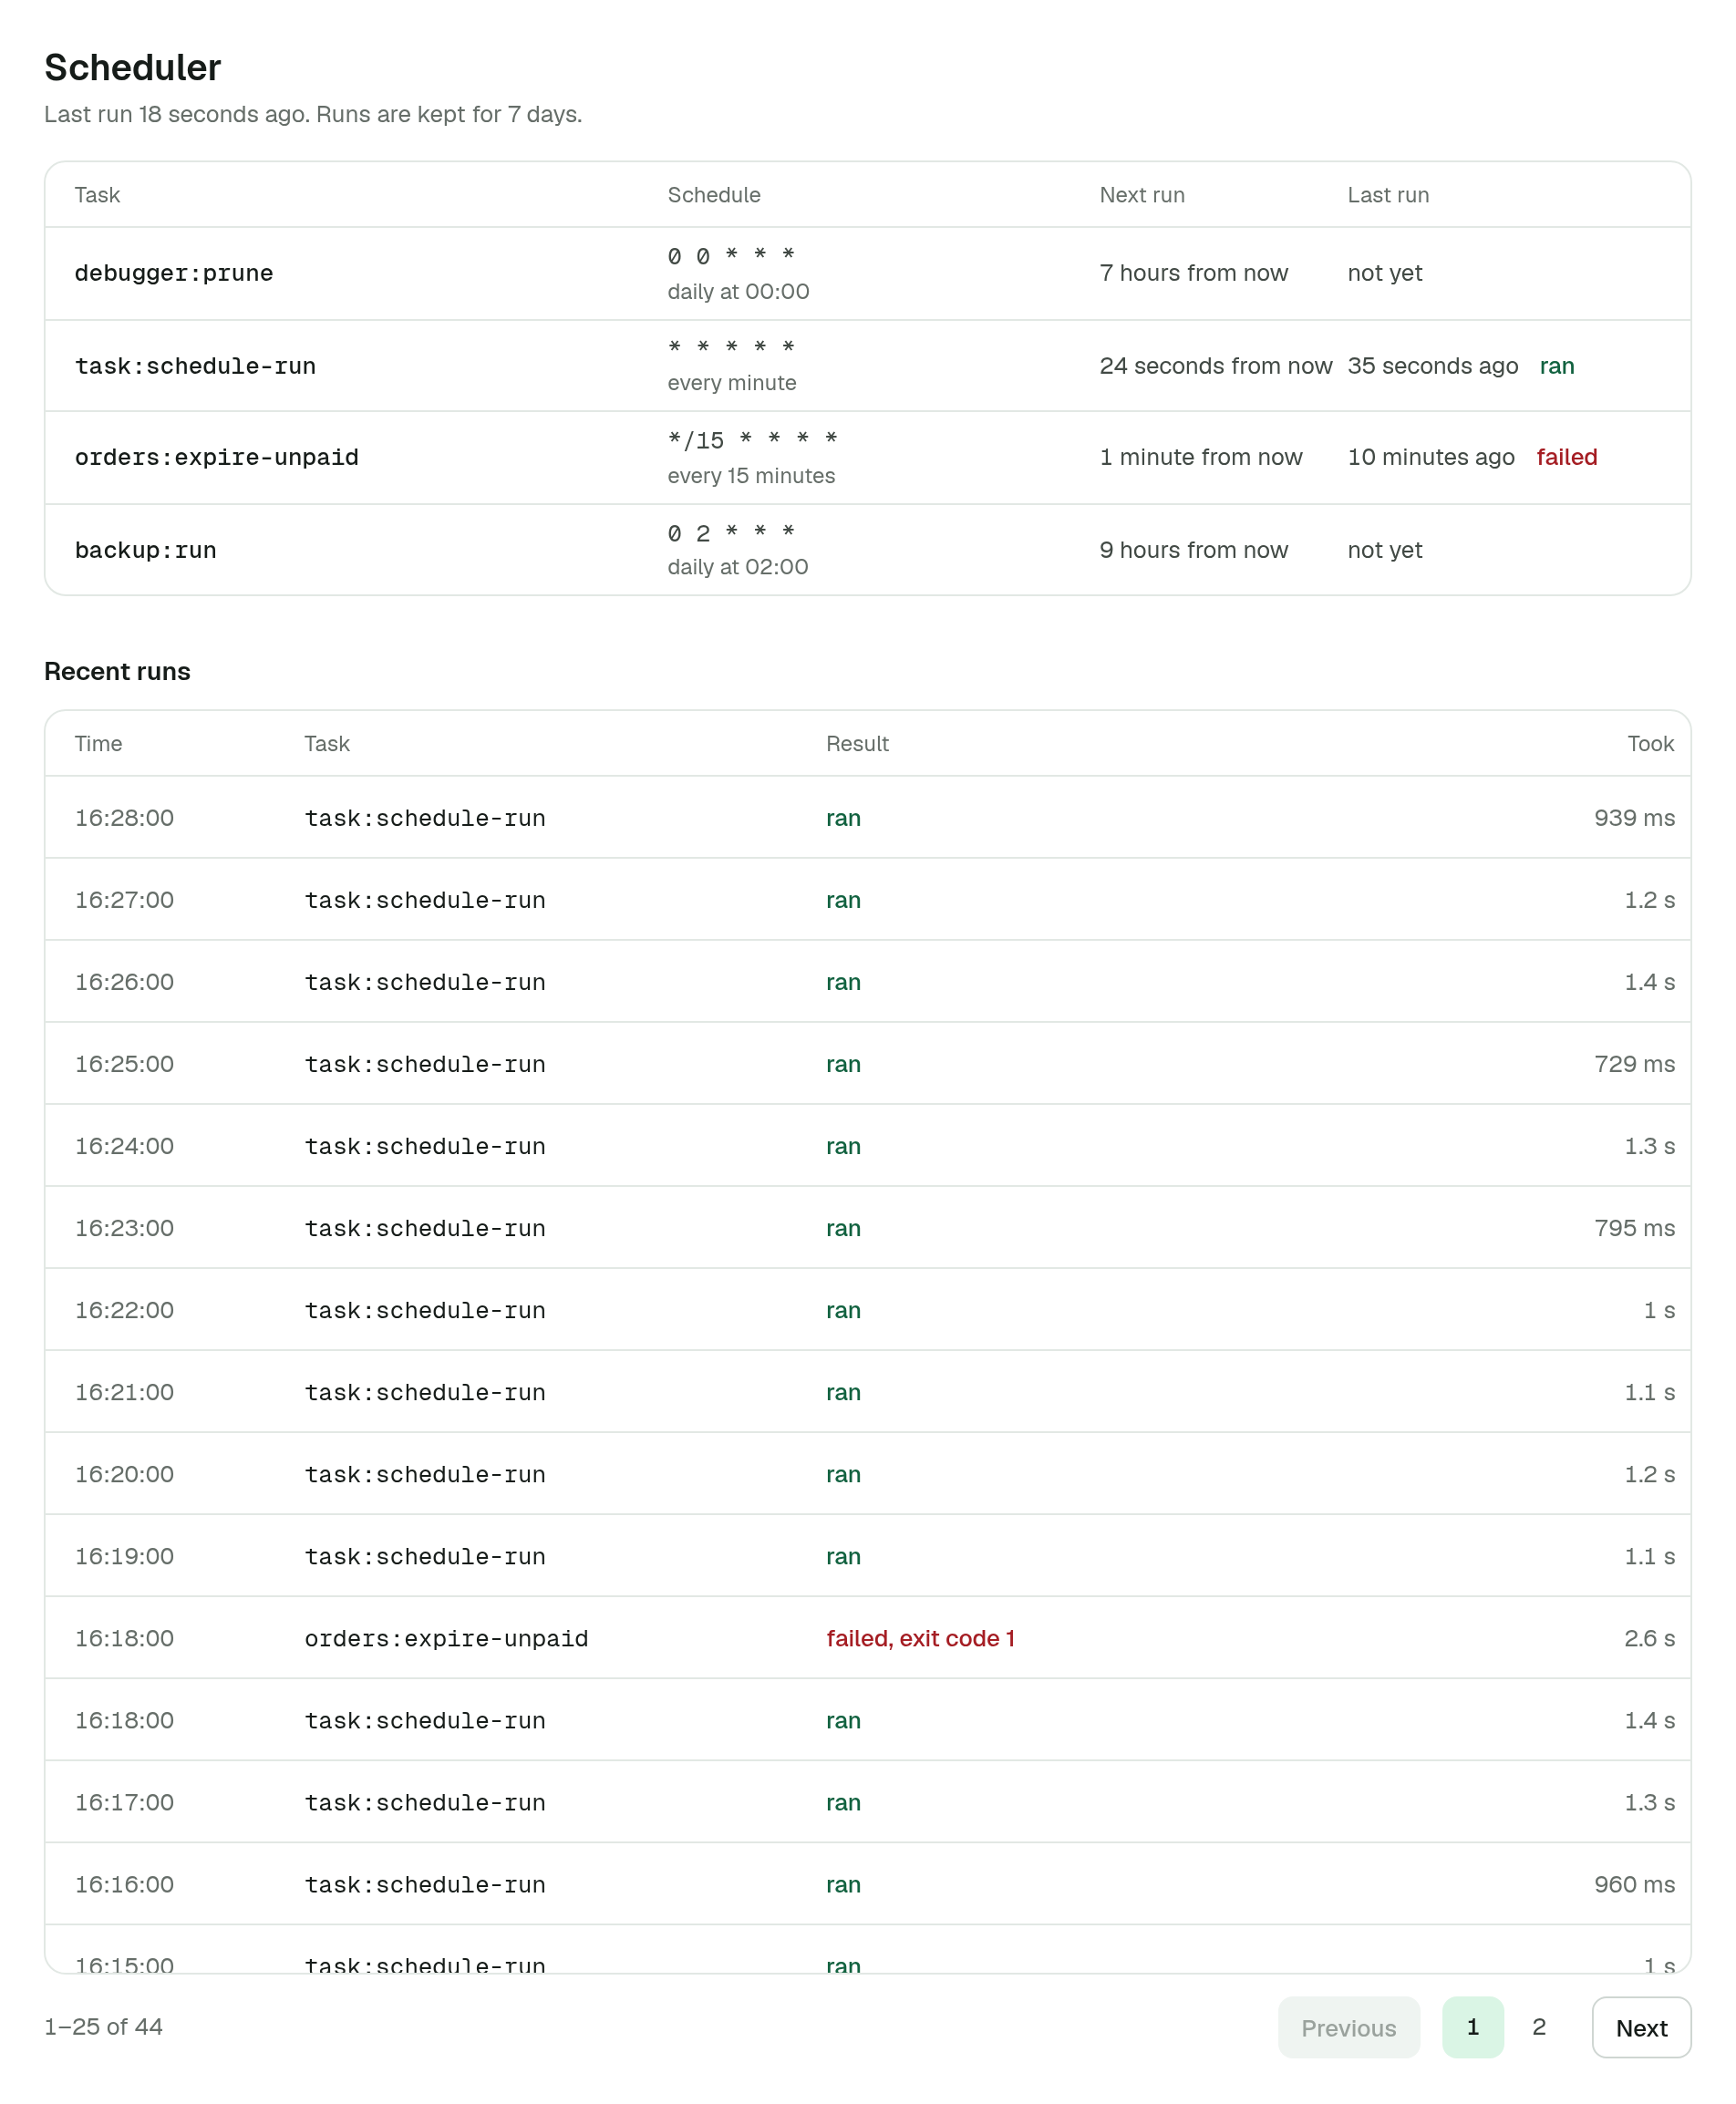 Scheduler
Last run 18 seconds ago. Runs are kept for 7 days.
Task Schedule Next run Last run
debugger:prune 0 0 * * * 7 hours from now not yet
daily at 00:00
task:schedule-run * * * * * 24 seconds from now 35 seconds ago ran
every minute
orders:expire-unpaid */15 * * * * 1 minute from now 10 minutes ago failed
every 15 minutes
backup:run 0 2 * * * 9 hours from now not yet
daily at 02:00
Recent runs
Time Task Result Took
16:28:00 task:schedule-run ran 939 ms
16:27:00 task:schedule-run ran 1.2 s
16:26:00 task:schedule-run ran 1.4 s
16:25:00 task:schedule-run ran 729 ms
16:24:00 task:schedule-run ran 1.3 s
16:23:00 task:schedule-run ran 795 ms
16:22:00 task:schedule-run ran 1 s
16:21:00 task:schedule-run ran 1.1 s
16:20:00 task:schedule-run ran 1.2 s
16:19:00 task:schedule-run ran 1.1 s
16:18:00 orders:expire-unpaid failed, exit code 1 2.6 s
16:18:00 task:schedule-run ran 1.4 s
16:17:00 task:schedule-run ran 1.3 s
16:16:00 task:schedule-run ran 960 ms
16:15:00 task:schedule-run ran 1 s
1–25 of 44 Previous 1 2 Next